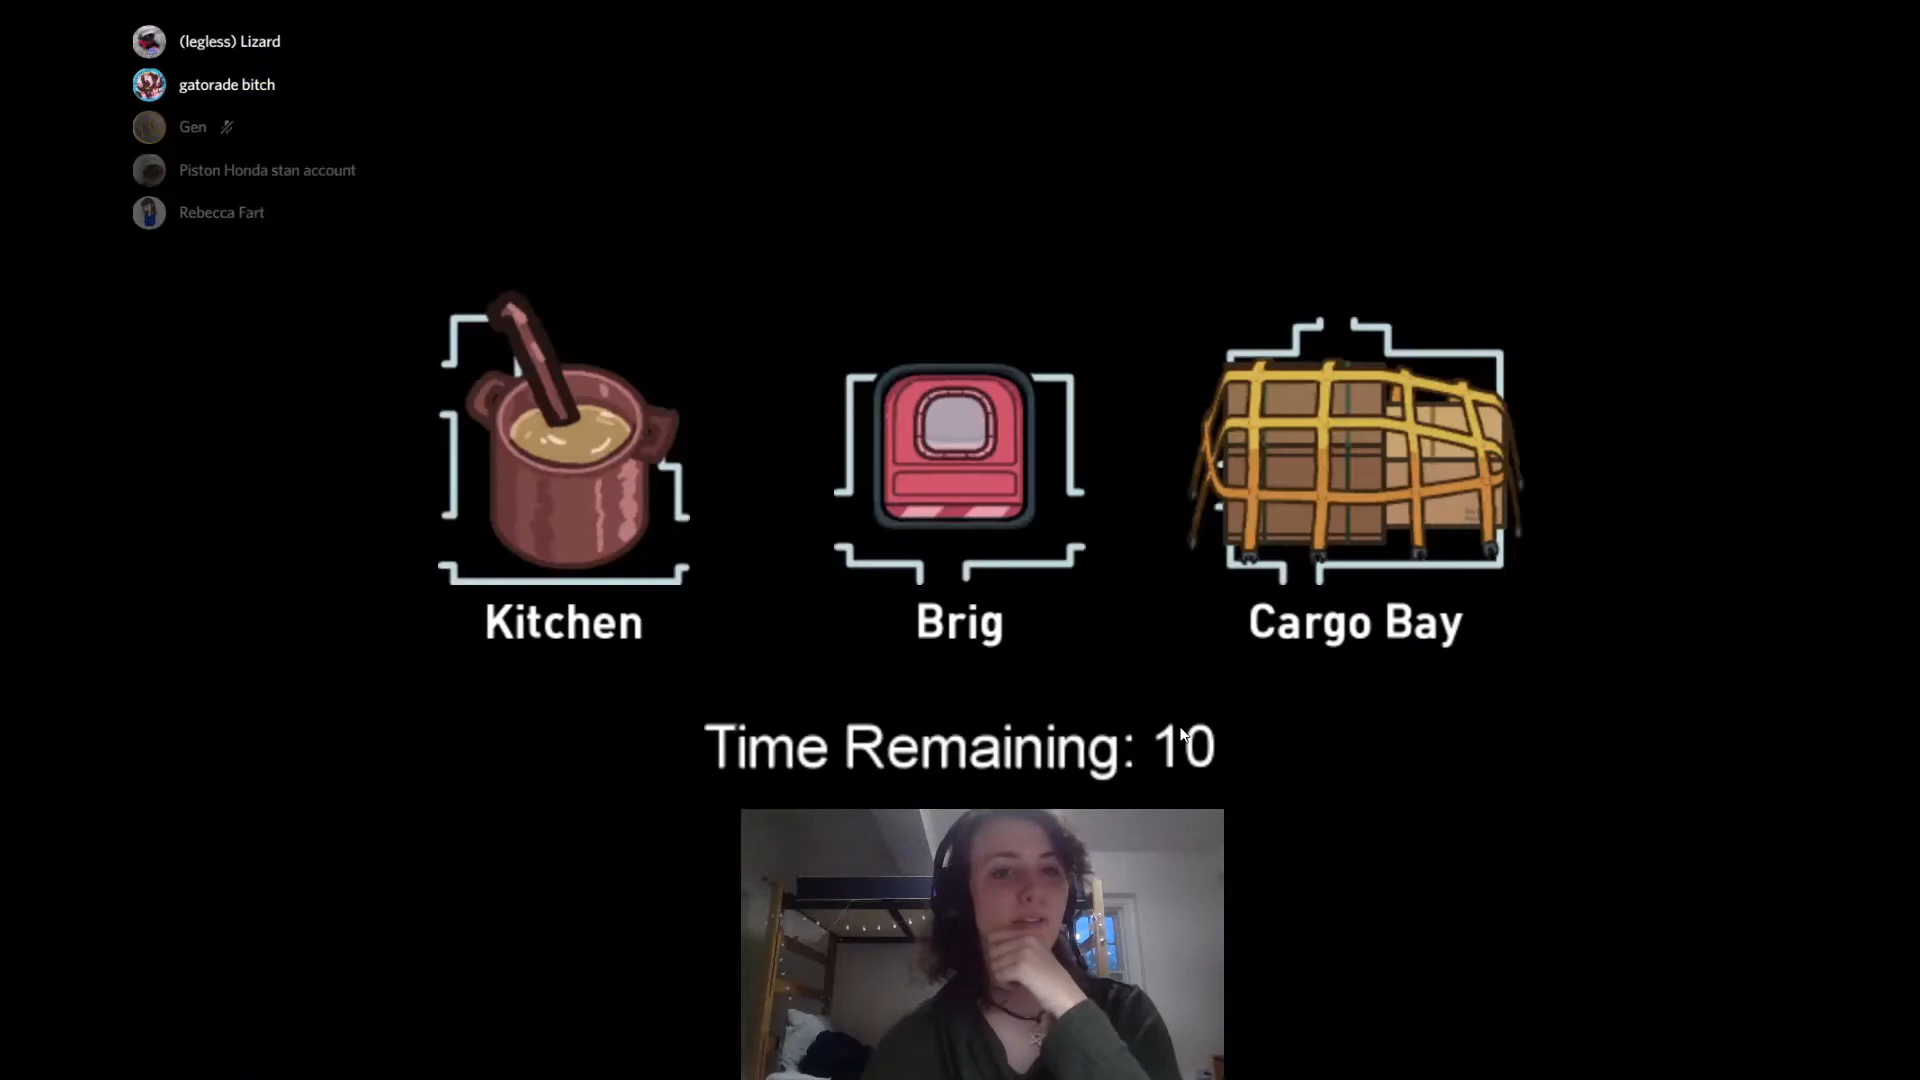 (legless) Lizard
gatorade bitch
Gen
Piston Honda stan account
Rebecca Fart
Kitchen
Brig
Cargo Bay
Time Remaining: 10